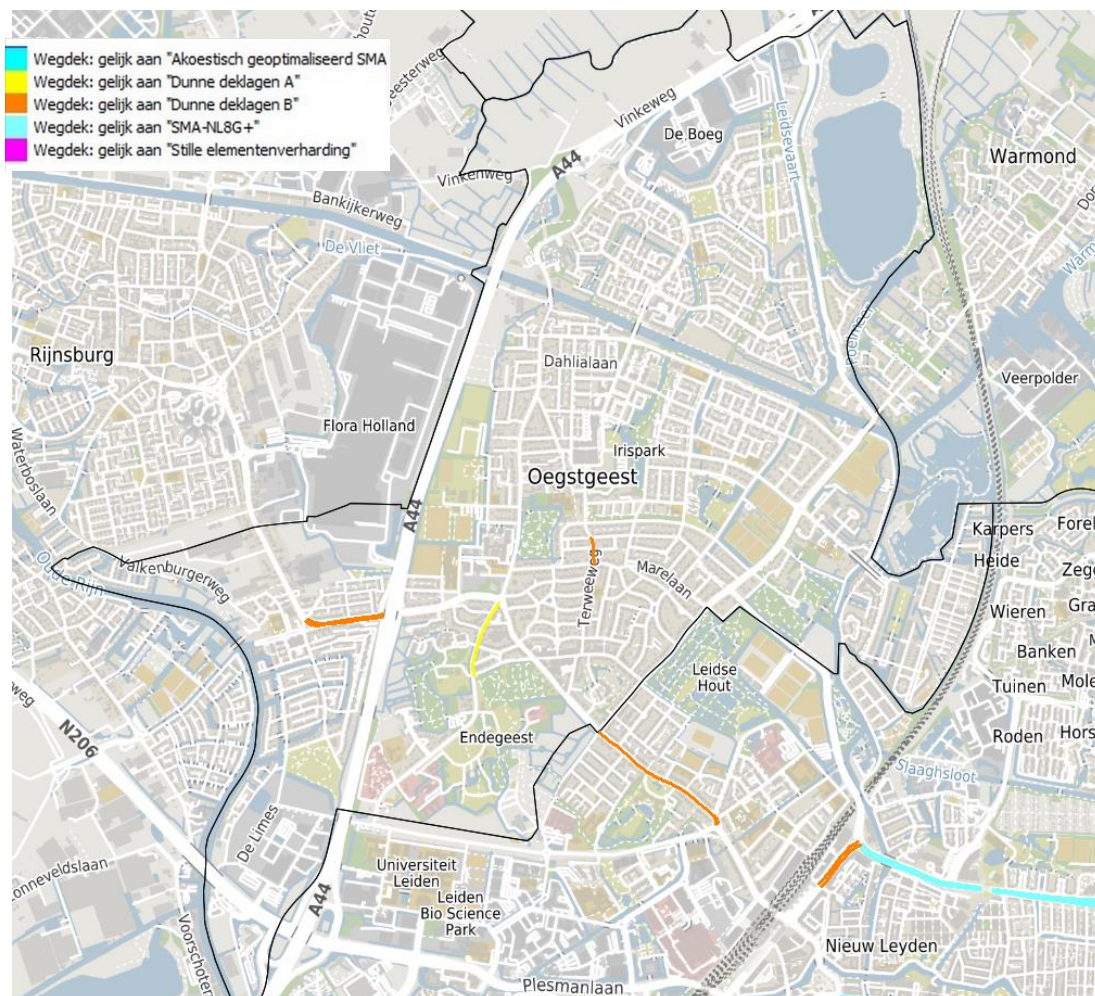 Wegdek: gelijk aan "Akoestisch geoptimaliseerd SMA
Wegdek: gelijk aan "Dunne deklagen A"
Wegdek: gelijk aan "Dunne deklagen B"
Wegdek: gelijk aan "SMA-NL8G+"
Wegdek: gelijk aan "Stille elementenverharding"
Vinkeweg
De Boeg
Leidsevaart
A44
Warmond
Vinkenweg
Bankijkerweg
De Vliet
Rijnsburg
Dahlialaan
Veerpolder
Flora Holland
Irispark
Waterboslaan
Oegstgeest
A44
Karpers
Heide
Valkenburgerweg
Oude Rijn
Terweeweg
Marelaan
Wieren
Banken
Leidse
Hout
Tuinen
Roden
N206
Endegeest
Slaaghsloot
De Limes
Universiteit
Leiden
Leiden
Bio Science
Park
A44
Nieuw Leyden
Plesmanlaan